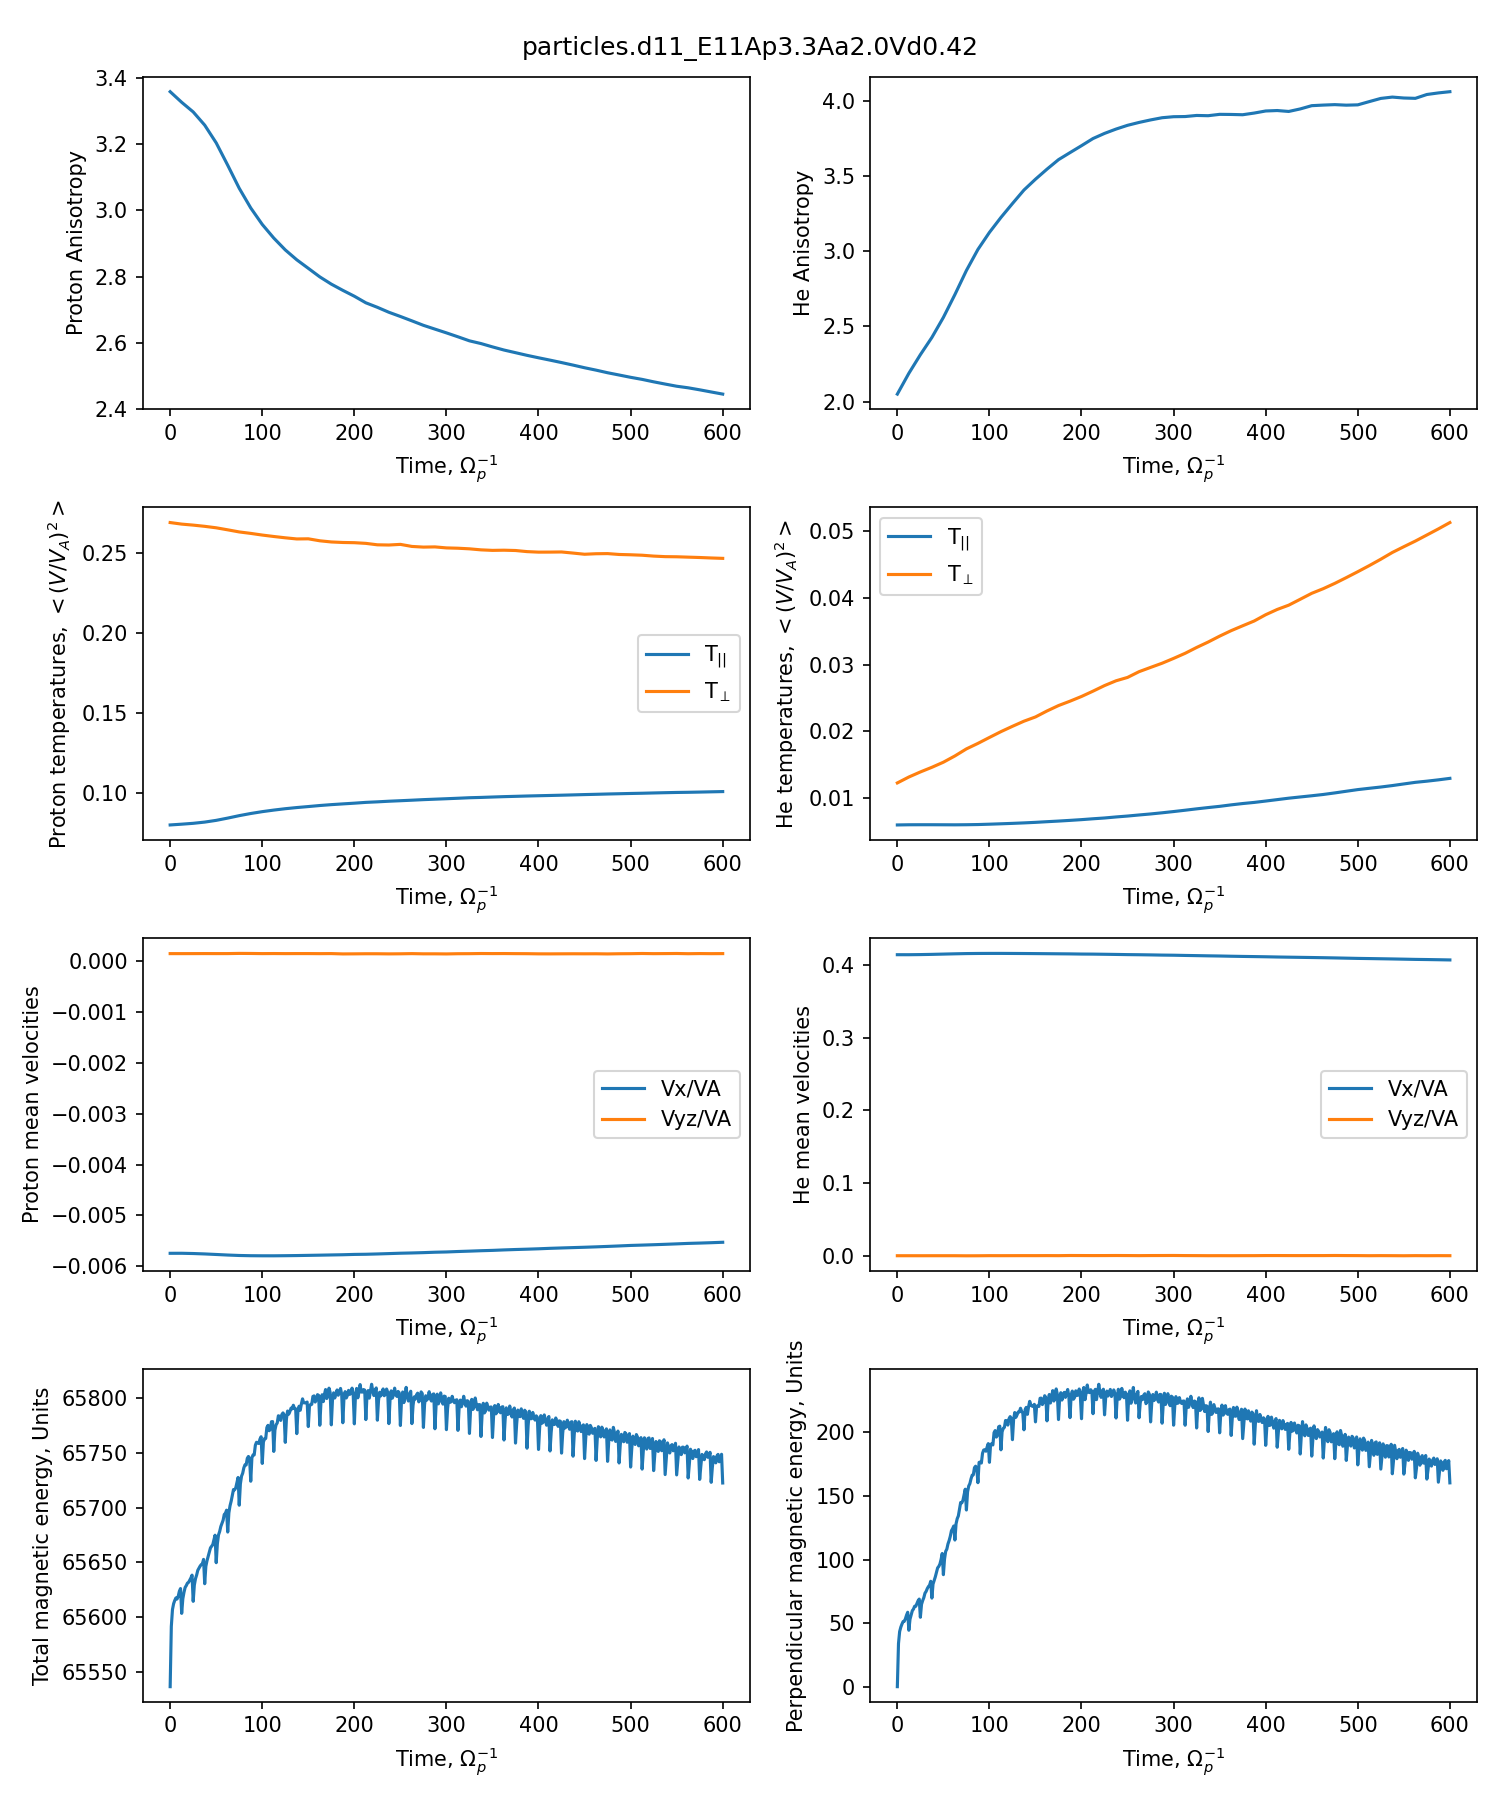 particles.d11_E11Ap3.3Aa2.0Vd0.42
Proton Anisotropy
3.4
3.2
3.0
2.8
2.6
2.4
0 100 200 300 400 500 600
Time, Ω_p^{-1}
He Anisotropy
4.0
3.5
3.0
2.5
2.0
0 100 200 300 400 500 600
Time, Ω_p^{-1}
Proton temperatures, <(V/V_A)^2>
0.25
0.20
0.15
0.10
T_{||}
T_⊥
0 100 200 300 400 500 600
Time, Ω_p^{-1}
He temperatures, <(V/V_A)^2>
0.05
0.04
0.03
0.02
0.01
T_{||}
T_⊥
0 100 200 300 400 500 600
Time, Ω_p^{-1}
Proton mean velocities
0.000
−0.001
−0.002
−0.003
−0.004
−0.005
−0.006
Vx/VA
Vyz/VA
0 100 200 300 400 500 600
Time, Ω_p^{-1}
He mean velocities
0.4
0.3
0.2
0.1
0.0
Vx/VA
Vyz/VA
0 100 200 300 400 500 600
Time, Ω_p^{-1}
Total magnetic energy, Units
65800
65750
65700
65650
65600
65550
0 100 200 300 400 500 600
Time, Ω_p^{-1}
Perpendicular magnetic energy, Units
200
150
100
50
0
0 100 200 300 400 500 600
Time, Ω_p^{-1}